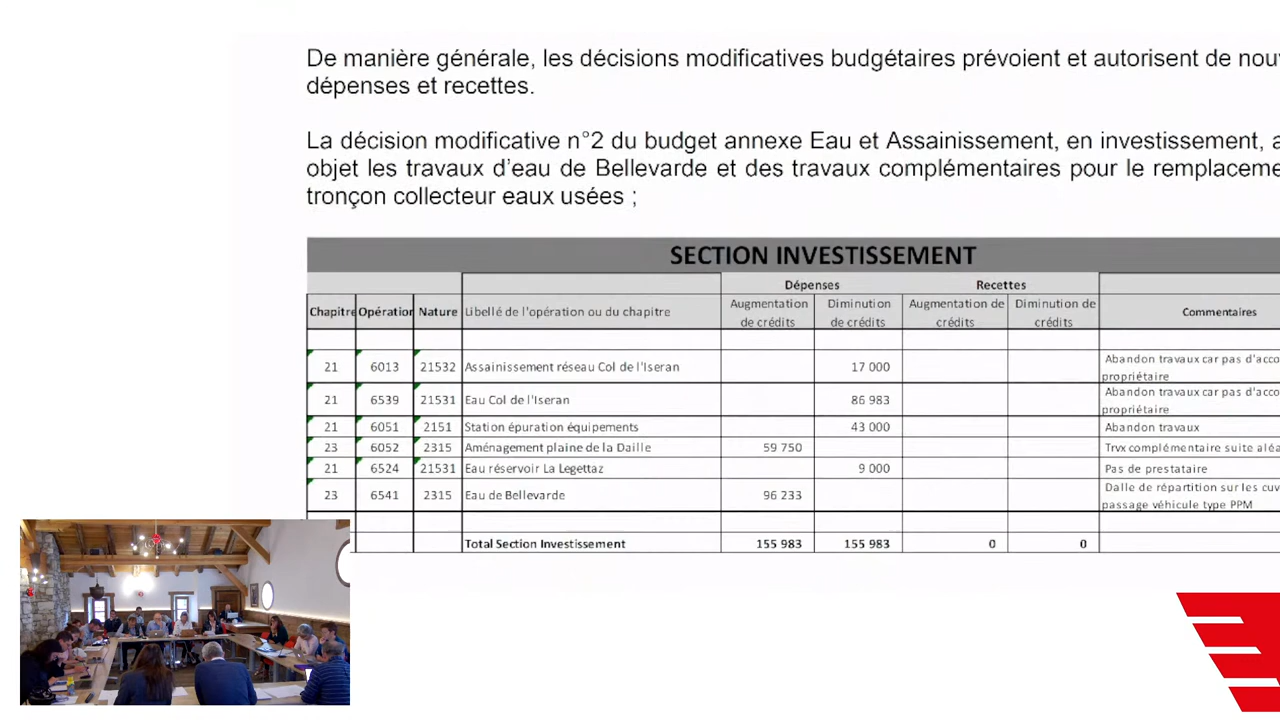 De manière générale, les décisions modificatives budgétaires prévoient et autorisent de
dépenses et recettes.
La décision modificative n°2 du budget annexe Eau et Assainissement, en investissement,
objet les travaux d'eau de Bellevarde et des travaux complémentaires pour le
tronçon collecteur eaux usées ;
SECTION INVESTISSEMENT
Dépenses Recettes
Chapitre Opération Nature Libellé de l'opération ou du chapitre Augmentation de crédits Diminution de crédits Augmentation de crédits Diminution de crédits Commentaires
21 6013 21532 Assainissement réseau Col de l'Iseran 17 000 Abandon travaux car pas
propriétaire
21 6539 21531 Eau Col de l'Iseran 86 983 Abandon travaux car pas
propriétaire
21 6051 2151 Station épuration équipements 43 000 Abandon travaux
23 6052 2315 Aménagement plaine de la Daille 59 750 Trvx complémentaire suite
21 6524 21531 Eau réservoir La Legettaz 9 000 Pas de prestataire
23 6541 2315 Eau de Bellevarde 96 233 Dalle de répartition sur les
passage véhicule type PPM
Total Section Investissement 155 983 155 983 0 0